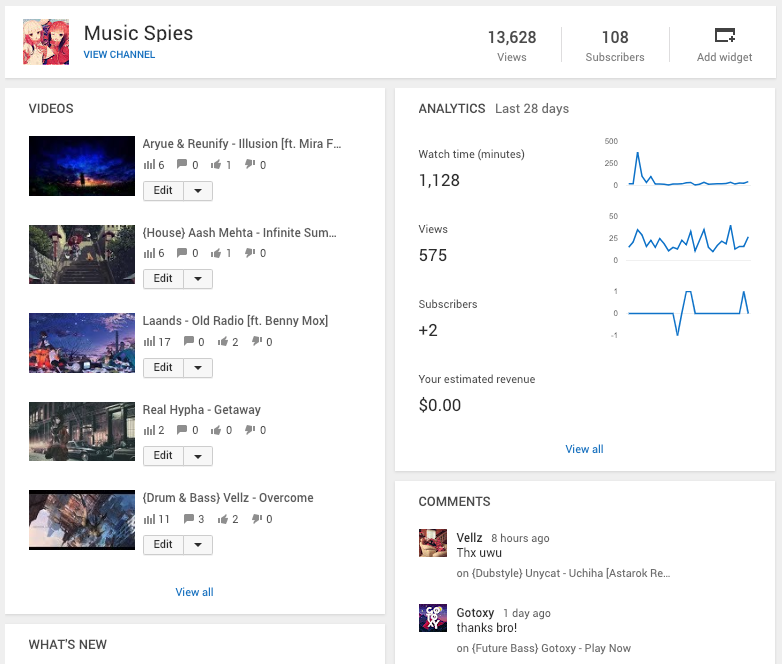 Music Spies
VIEW CHANNEL
13,628
Views
108
Subscribers
Add widget
VIDEOS
Aryue & Reunify - Illusion [ft. Mira F...
6 0 1 0
Edit
{House} Aash Mehta - Infinite Sum...
6 0 1 0
Edit
Laands - Old Radio [ft. Benny Mox]
17 0 2 0
Edit
Real Hypha - Getaway
2 0 0 0
Edit
{Drum & Bass} Vellz - Overcome
11 3 2 0
Edit
View all
WHAT'S NEW
ANALYTICS Last 28 days
Watch time (minutes)
1,128
500
250
0
Views
575
50
25
0
Subscribers
+2
1
0
-1
Your estimated revenue
$0.00
View all
COMMENTS
Vellz 8 hours ago
Thx uwu
on {Dubstyle} Unycat - Uchiha [Astarok Re...
Gotoxy 1 day ago
thanks bro!
on {Future Bass} Gotoxy - Play Now
GO
TO
XY